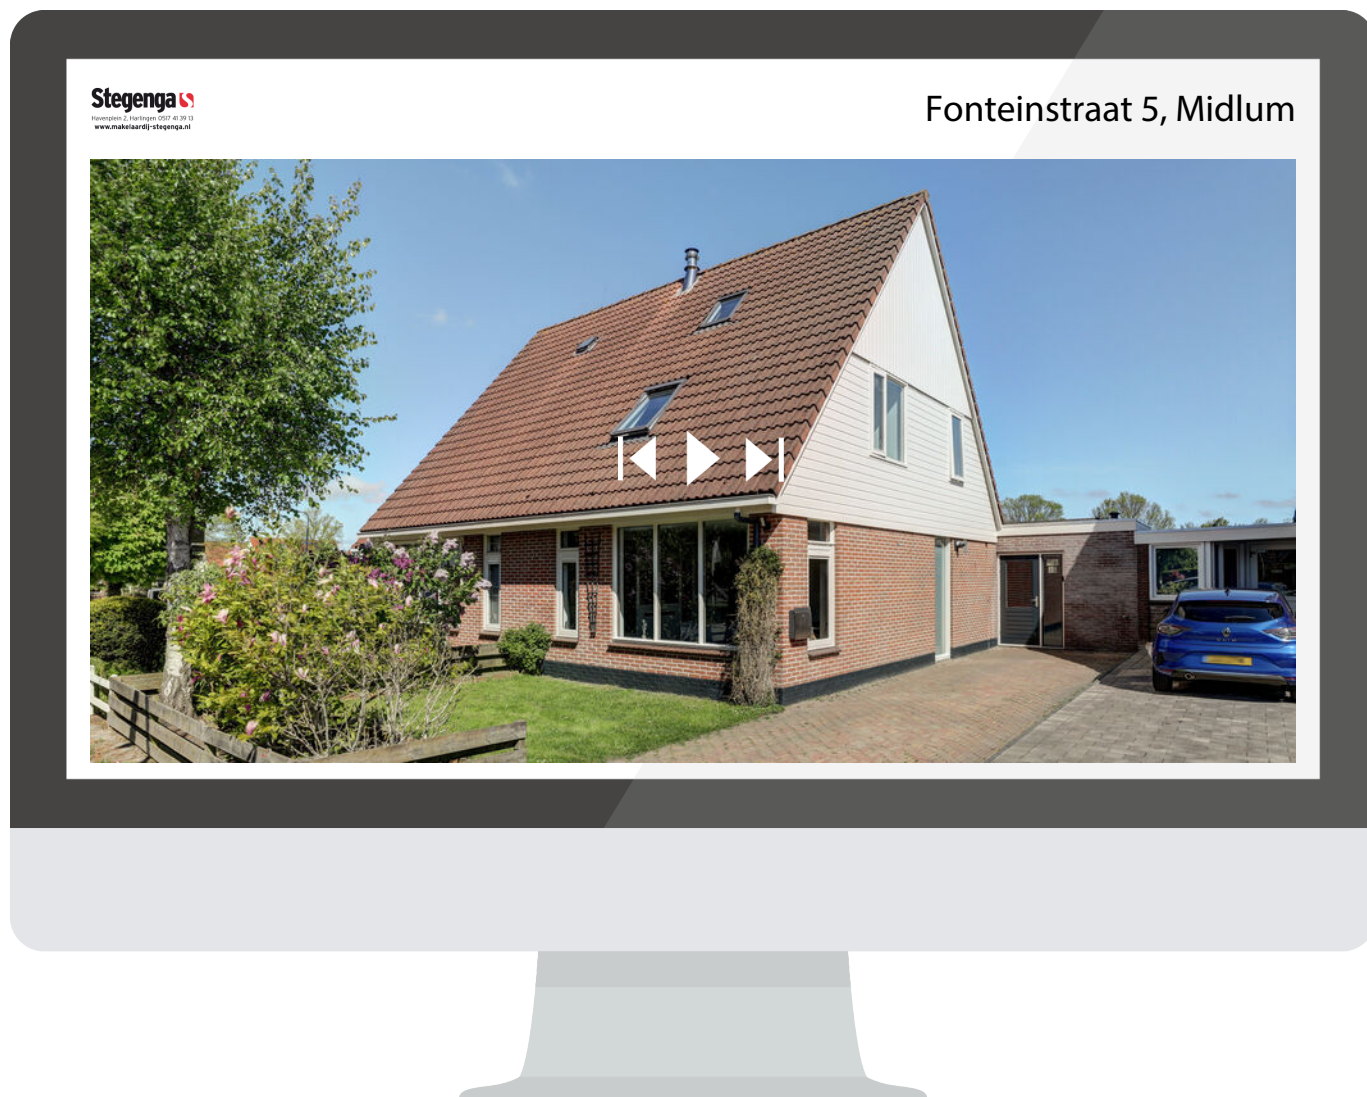 Stegenga
Fonteinstraat 5, Midlum
Havenplein 2, Harlingen 0517 41 39 13
www.makelaardij-stegenga.nl